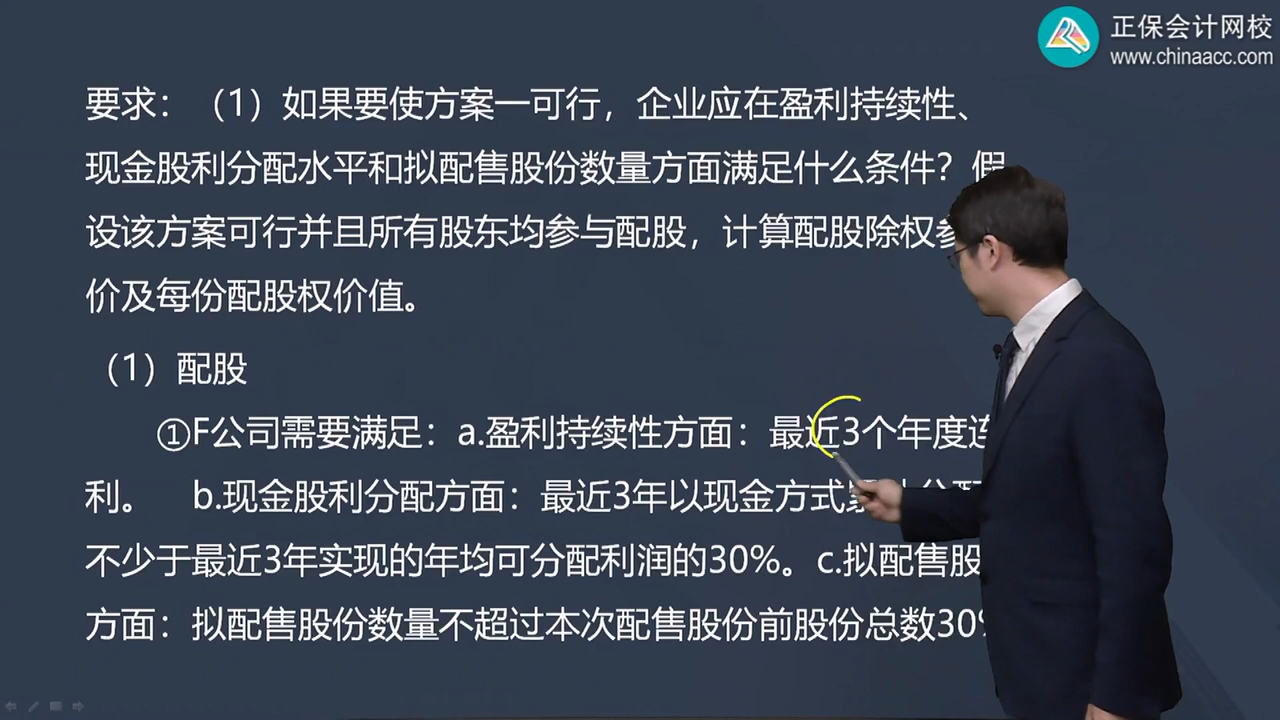 正保会计网校
www.chinaacc.com
要求：（1）如果要使方案一可行，企业应在盈利持续性、
现金股利分配水平和拟配售股份数量方面满足什么条件？假
设该方案可行并且所有股东均参与配股，计算配股除权参
价及每份配股权价值。
（1）配股
①F公司需要满足：a.盈利持续性方面：最近3个年度连
利。 b.现金股利分配方面：最近3年以现金方式累计分配
不少于最近3年实现的年均可分配利润的30%。c.拟配售股
方面：拟配售股份数量不超过本次配售股份前股份总数30%